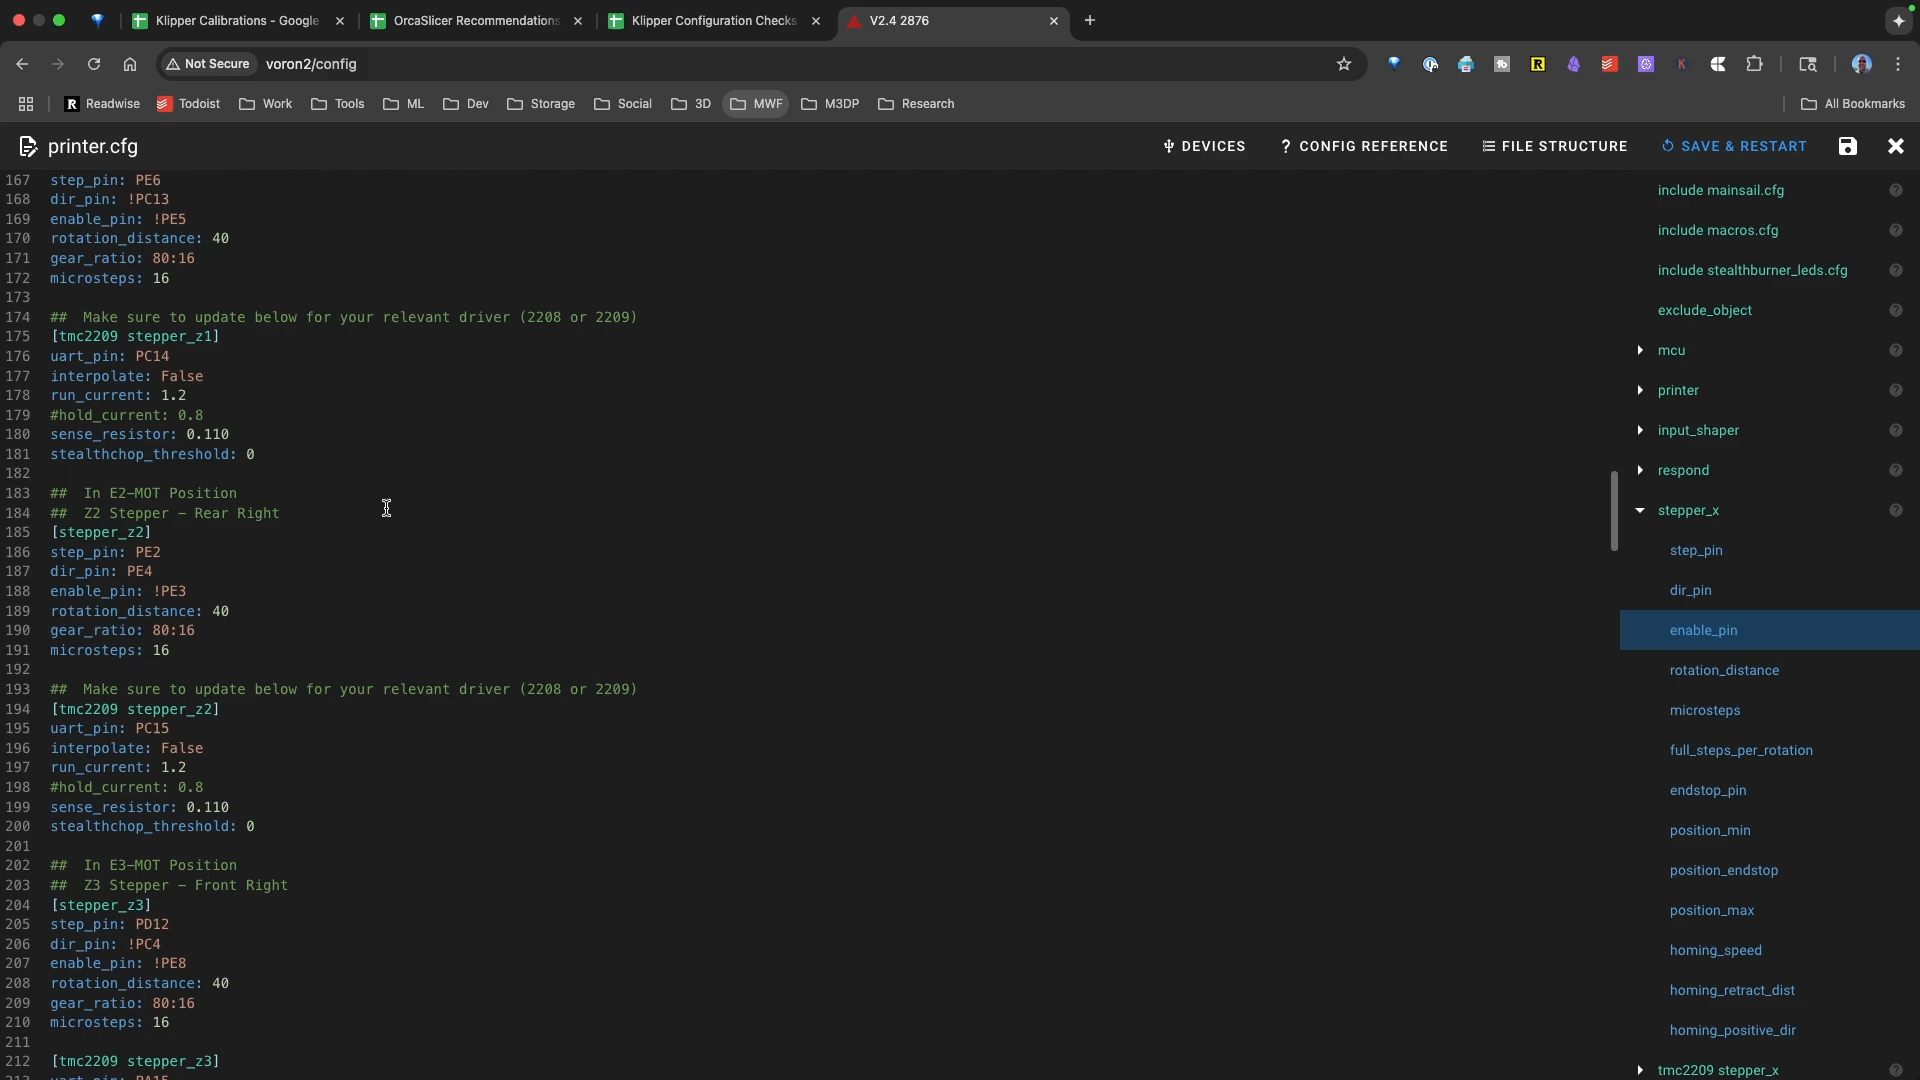 Klipper Calibrations - Google
OrcaSlicer Recommendations
Klipper Configuration Checks
V2.4 2876
Not Secure
voron2/config
Readwise
Todoist
Work
Tools
ML
Dev
Storage
Social
3D
MWF
M3DP
Research
All Bookmarks
printer.cfg
DEVICES
? CONFIG REFERENCE
FILE STRUCTURE
SAVE & RESTART
167 step_pin: PE6
168 dir_pin: !PC13
169 enable_pin: !PE5
170 rotation_distance: 40
171 gear_ratio: 80:16
172 microsteps: 16
173
174 ## Make sure to update below for your relevant driver (2208 or 2209)
175 [tmc2209 stepper_z1]
176 uart_pin: PC14
177 interpolate: False
178 run_current: 1.2
179 #hold_current: 0.8
180 sense_resistor: 0.110
181 stealthchop_threshold: 0
182
183 ## In E2-MOT Position
184 ## Z2 Stepper - Rear Right
185 [stepper_z2]
186 step_pin: PE2
187 dir_pin: PE4
188 enable_pin: !PE3
189 rotation_distance: 40
190 gear_ratio: 80:16
191 microsteps: 16
192
193 ## Make sure to update below for your relevant driver (2208 or 2209)
194 [tmc2209 stepper_z2]
195 uart_pin: PC15
196 interpolate: False
197 run_current: 1.2
198 #hold_current: 0.8
199 sense_resistor: 0.110
200 stealthchop_threshold: 0
201
202 ## In E3-MOT Position
203 ## Z3 Stepper - Front Right
204 [stepper_z3]
205 step_pin: PD12
206 dir_pin: !PC4
207 enable_pin: !PE8
208 rotation_distance: 40
209 gear_ratio: 80:16
210 microsteps: 16
211
212 [tmc2209 stepper_z3]
213 uart_pin: PA15
include mainsail.cfg
include macros.cfg
include stealthburner_leds.cfg
exclude_object
mcu
printer
input_shaper
respond
stepper_x
step_pin
dir_pin
enable_pin
rotation_distance
microsteps
full_steps_per_rotation
endstop_pin
position_min
position_endstop
position_max
homing_speed
homing_retract_dist
homing_positive_dir
tmc2209 stepper_x